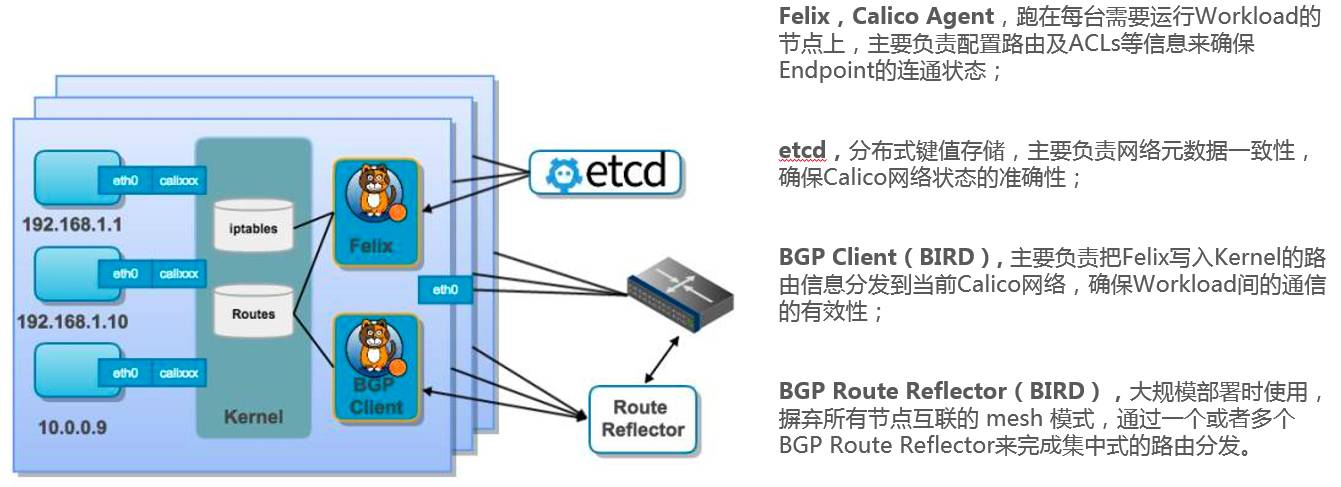 Felix，Calico Agent，跑在每台需要运行Workload的
节点上，主要负责配置路由及ACLs等信息来确保
Endpoint的连通状态；
etcd，分布式键值存储，主要负责网络元数据一致性，
确保Calico网络状态的准确性；
BGP Client（BIRD）, 主要负责把Felix写入Kernel的路
由信息分发到当前Calico网络，确保Workload间的通信
的有效性；
BGP Route Reflector（BIRD），大规模部署时使用，
摒弃所有节点互联的 mesh 模式，通过一个或者多个
BGP Route Reflector来完成集中式的路由分发。
eth0 calixxx
192.168.1.1
eth0 calixxx
192.168.1.10
eth0 calixxx
10.0.0.9
iptables
Routes
Kernel
Felix
BGP
Client
eth0
etcd
Route
Reflector